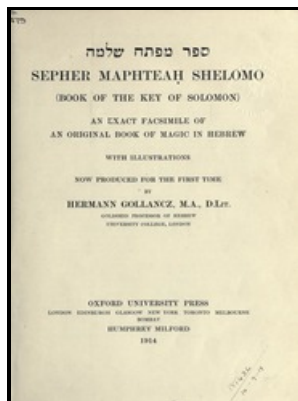 ספר מפתח שלמה
SEPHER MAPHTEAḤ SHELOMO
(BOOK OF THE KEY OF SOLOMON)
AN EXACT FACSIMILE OF
AN ORIGINAL BOOK OF MAGIC IN HEBREW
WITH ILLUSTRATIONS
NOW PRODUCED FOR THE FIRST TIME
BY
HERMANN GOLLANCZ, M.A., D.Lit.
GOLDSMID PROFESSOR OF HEBREW
UNIVERSITY COLLEGE, LONDON
OXFORD UNIVERSITY PRESS
LONDON EDINBURGH GLASGOW NEW YORK TORONTO MELBOURNE
BOMBAY
HUMPHREY MILFORD
1914